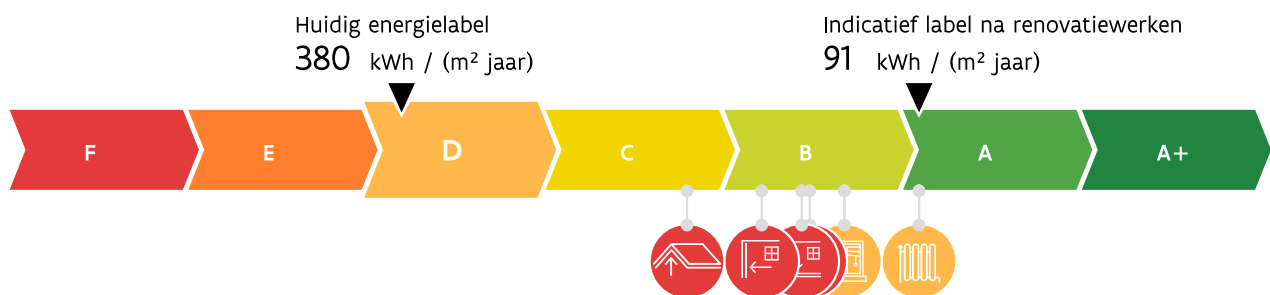 Huidig energielabel
380 kWh / (m² jaar)
Indicatief label na renovatiewerken
91 kWh / (m² jaar)
F E D C B A A+